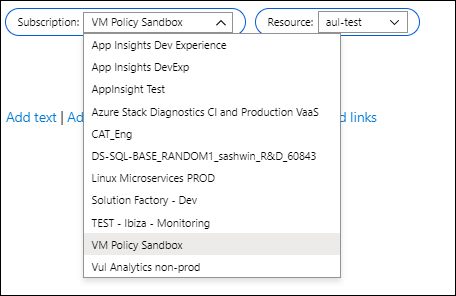 Subscription: VM Policy Sandbox Resource: aul-test
App Insights Dev Experience
App Insights DevExp
AppInsight Test
Azure Stack Diagnostics CI and Production VaaS
CAT_Eng
DS-SQL-BASE_RANDOM1_sashwin_R&D_60843
Linux Microservices PROD
Solution Factory - Dev
TEST - Ibiza - Monitoring
VM Policy Sandbox
Vul Analytics non-prod
Add text | Ad d links